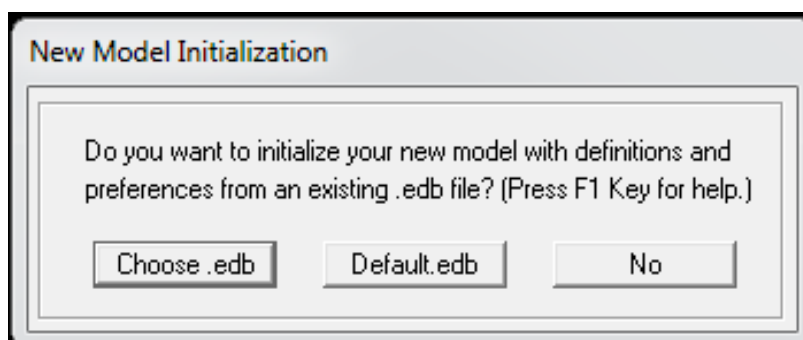 New Model Initialization
Do you want to initialize your new model with definitions and
preferences from an existing .edb file? (Press F1 Key for help.)
Choose .edb Default.edb No